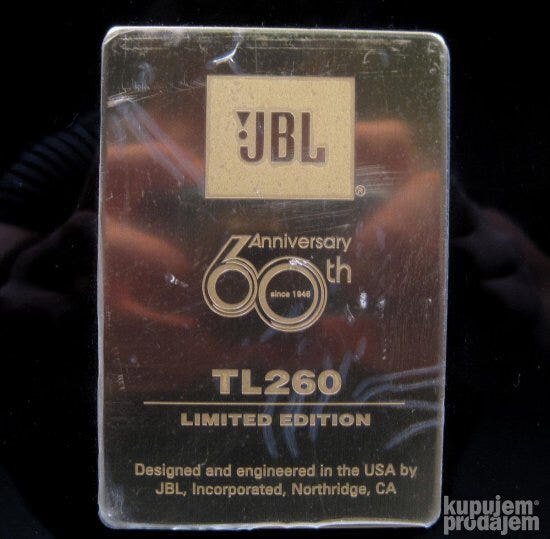 JBL
®
Anniversary
60th
since 1946
TL260
LIMITED EDITION
Designed and engineered in the USA by
JBL, Incorporated, Northridge, CA
kupujem
prodajem